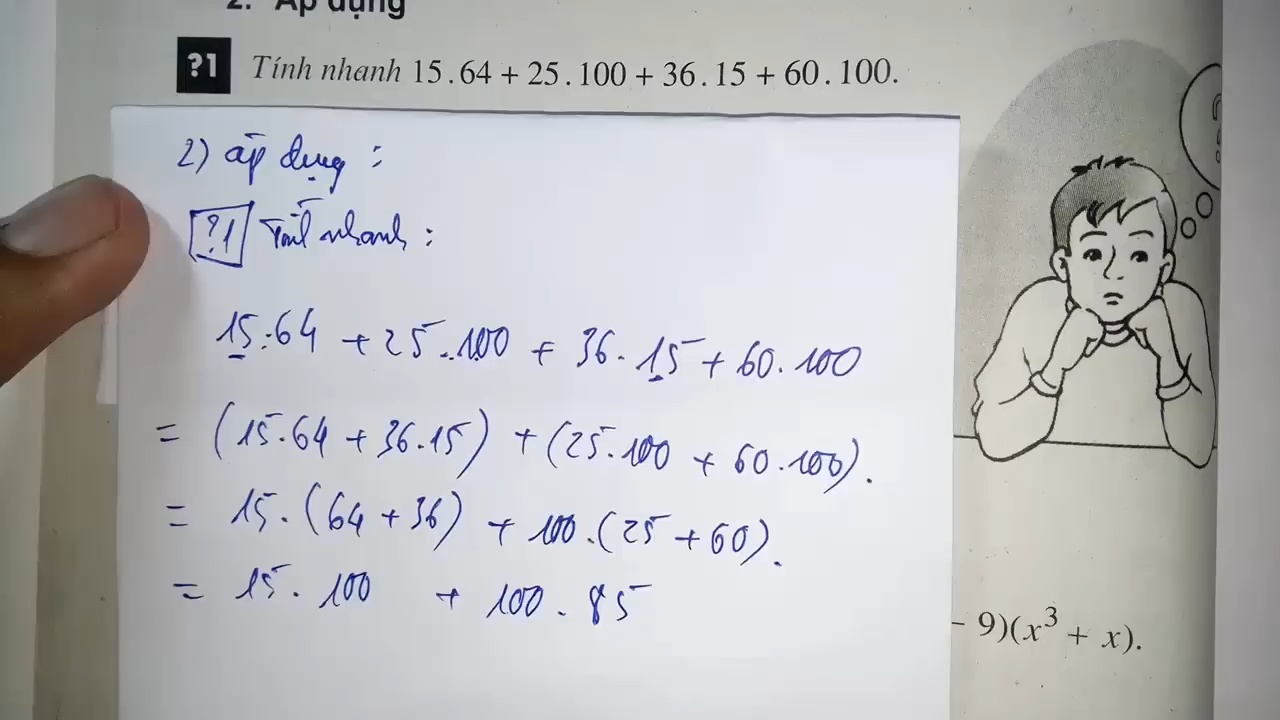 2. Áp dụng
?1 Tính nhanh 15.64 + 25.100 + 36.15 + 60.100.
2) áp dụng :
?1 Tính nhanh :
15.64 + 25.100 + 36.15 + 60.100
= (15.64 + 36.15) + (25.100 + 60.100).
= 15.(64 + 36) + 100.(25 + 60).
= 15.100 + 100.85
– 9)(x³ + x).